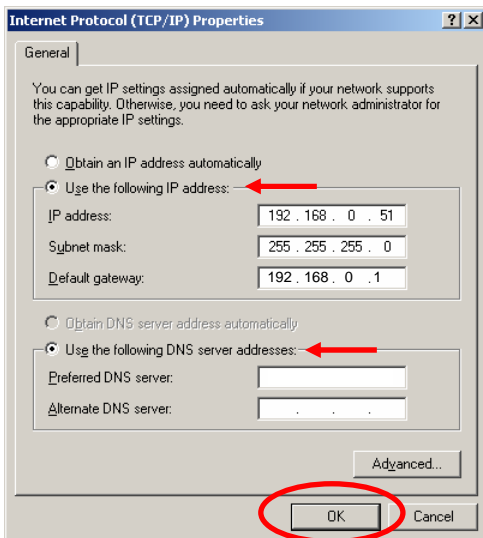 Internet Protocol (TCP/IP) Properties
? X
General
You can get IP settings assigned automatically if your network supports
this capability. Otherwise, you need to ask your network administrator for
the appropriate IP settings.
Obtain an IP address automatically
Use the following IP address:
IP address: 192 . 168 . 0 . 51
Subnet mask: 255 . 255 . 255 . 0
Default gateway: 192 . 168 . 0 .1
Obtain DNS server address automatically
Use the following DNS server addresses:
Preferred DNS server:
Alternate DNS server: . . .
Advanced...
OK Cancel